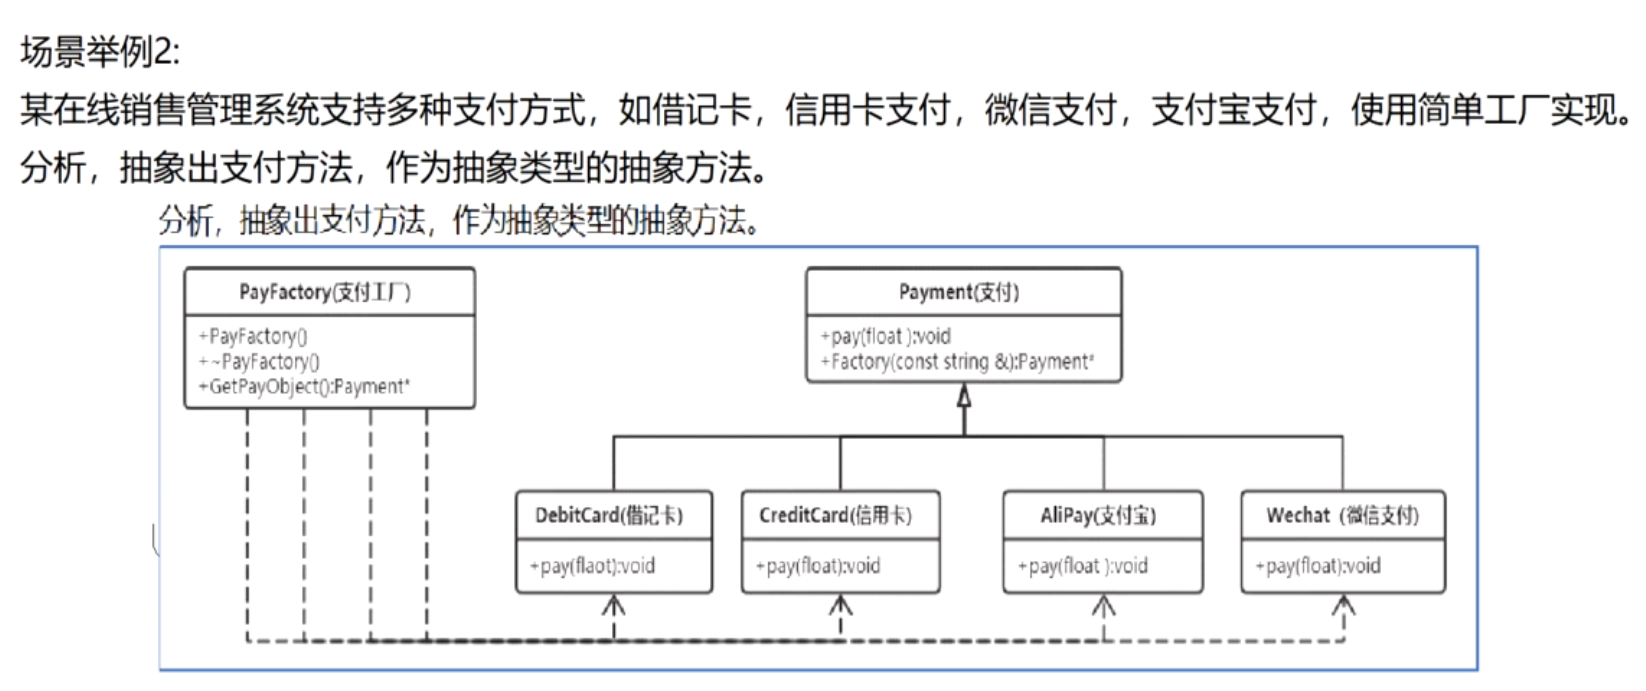 场景举例2:
某在线销售管理系统支持多种支付方式，如借记卡，信用卡支付，微信支付，支付宝支付，使用简单工厂实现。
分析，抽象出支付方法，作为抽象类型的抽象方法。
分析，抽象出支付方法，作为抽象类型的抽象方法。
PayFactory(支付工厂)
+PayFactory()
+~PayFactory()
+GetPayObject():Payment*
Payment(支付)
+pay(float ):void
+Factory(const string &):Payment*
DebitCard(借记卡)
+pay(flaot):void
CreditCard(信用卡)
+pay(float):void
AliPay(支付宝)
+pay(float ):void
Wechat (微信支付)
+pay(float):void